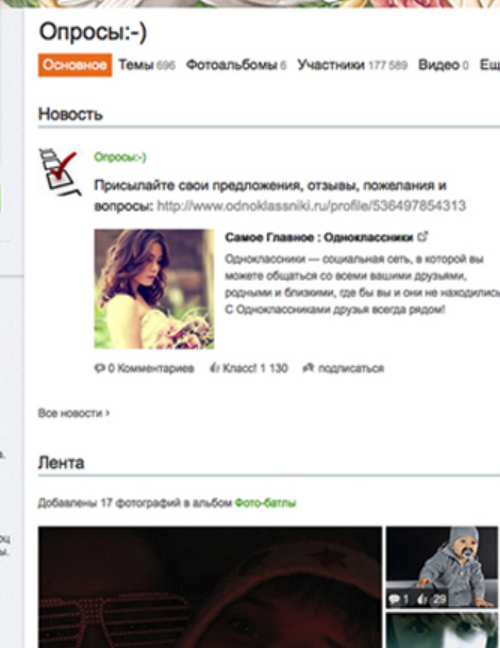 Опросы:-)
Основное Темы 696 Фотоальбомы 6 Участники 177 589 Видео 0 Ещ
Новость
Опросы:-)
Присылайте свои предложения, отзывы, пожелания и
вопросы: http://www.odnoklassniki.ru/profile/536497854313
Самое Главное : Одноклассники
Одноклассники — социальная сеть, в которой вы
можете общаться со всеми вашими друзьями,
родными и близкими, где бы вы и они не находились
С Одноклассниками друзья всегда рядом!
0 Комментариев Класс! 1 130 подписаться
Все новости ›
Лента
Добавлены 17 фотографий в альбом Фото-батлы
1 29